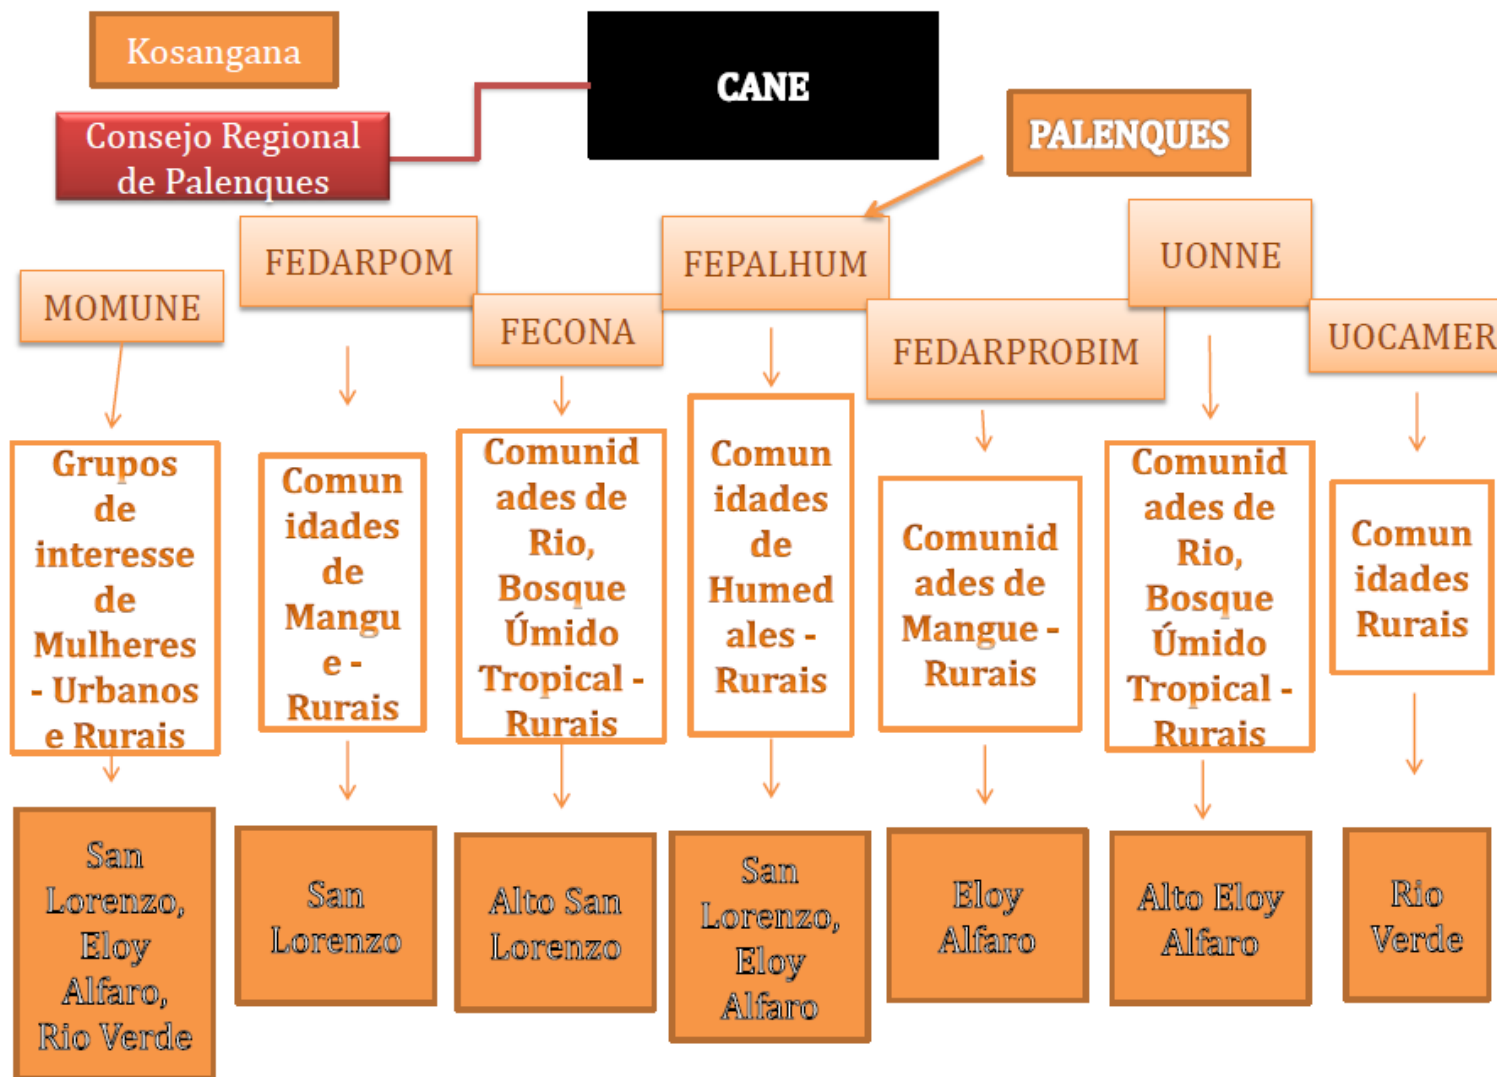 Kosangana
CANE
Consejo Regional
de Palenques
PALENQUES
MOMUNE
FEDARPOM
FECONA
FEPALHUM
FEDARPROBIM
UONNE
UOCAMER
Grupos
de
interesse
de
Mulheres
- Urbanos
e Rurais
Comun
idades
de
Mangu
e -
Rurais
Comunid
ades de
Rio,
Bosque
Úmido
Tropical -
Rurais
Comun
idades
de
Humed
ales -
Rurais
Comunid
ades de
Mangue -
Rurais
Comunid
ades de
Rio,
Bosque
Úmido
Tropical -
Rurais
Comun
idades
Rurais
San
Lorenzo,
Eloy
Alfaro,
Rio Verde
San
Lorenzo
Alto San
Lorenzo
San
Lorenzo,
Eloy
Alfaro
Eloy
Alfaro
Alto Eloy
Alfaro
Rio
Verde